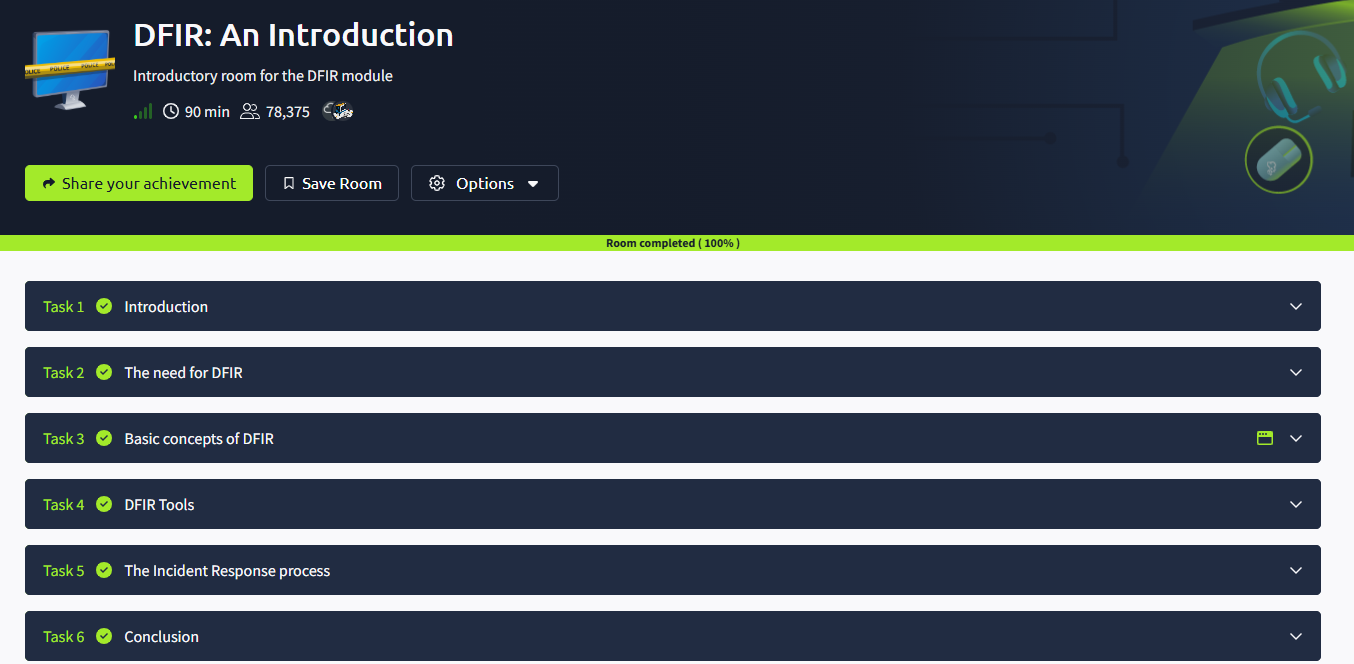 DFIR: An Introduction
Introductory room for the DFIR module
90 min 78,375
Share your achievement Save Room Options
Room completed ( 100% )
Task 1 Introduction
Task 2 The need for DFIR
Task 3 Basic concepts of DFIR
Task 4 DFIR Tools
Task 5 The Incident Response process
Task 6 Conclusion